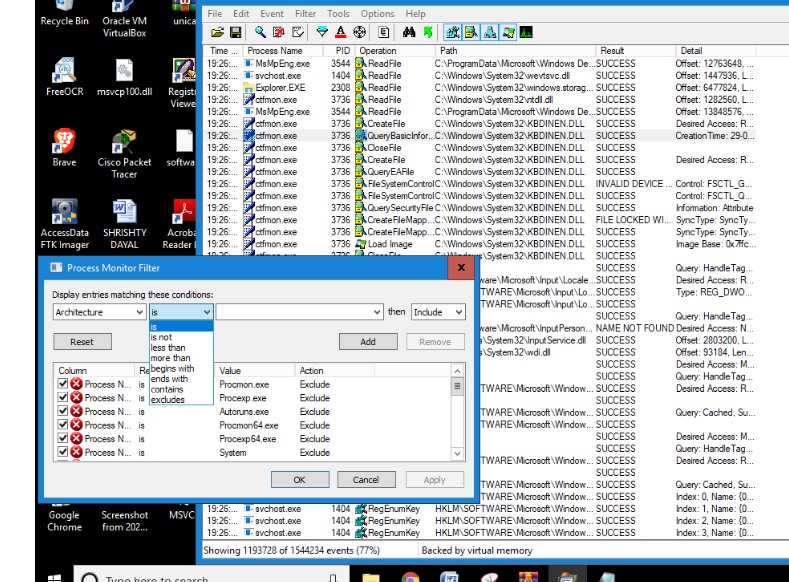 Recycle Bin
Oracle VM
VirtualBox
unica
FreeOCR
msvcp100.dll
Regist
Viewe
Brave
Cisco Packet
Tracer
softwa
AccessData
FTK Imager
SHRISHTY
DAYAL
Acroba
Reader
Google
Chrome
Screenshot
from 202...
MSVC
File Edit Event Filter Tools Options Help
Time ... Process Name PID Operation Path Result Detail
19:26:... MsMpEng.exe 3544 ReadFile C:\ProgramData\Microsoft\Windows De... SUCCESS Offset: 12763648, ...
19:26:... svchost.exe 1404 ReadFile C:\Windows\System32\wevtsvc.dll SUCCESS Offset: 1447936, L...
19:26:... Explorer.EXE 2308 ReadFile C:\Windows\System32\windows.storag... SUCCESS Offset: 6477824, L...
19:26:... ctfmon.exe 3736 ReadFile C:\Windows\System32\ntdll.dll SUCCESS Offset: 1282560, L...
19:26:... MsMpEng.exe 3544 ReadFile C:\ProgramData\Microsoft\Windows De... SUCCESS Offset: 13848576, ...
19:26:... ctfmon.exe 3736 CreateFile C:\Windows\System32\KBDINEN.DLL SUCCESS Desired Access: R...
19:26:... ctfmon.exe 3736 QueryBasicInfor... C:\Windows\System32\KBDINEN.DLL SUCCESS CreationTime: 29-0...
19:26:... ctfmon.exe 3736 CloseFile C:\Windows\System32\KBDINEN.DLL SUCCESS
19:26:... ctfmon.exe 3736 CreateFile C:\Windows\System32\KBDINEN.DLL SUCCESS Desired Access: R...
19:26:... ctfmon.exe 3736 QueryEAFile C:\Windows\System32\KBDINEN.DLL SUCCESS
19:26:... ctfmon.exe 3736 FileSystemControl C:\Windows\System32\KBDINEN.DLL INVALID DEVICE ... Control: FSCTL_G...
19:26:... ctfmon.exe 3736 FileSystemControl C:\Windows\System32\KBDINEN.DLL SUCCESS Control: FSCTL_Q...
19:26:... ctfmon.exe 3736 QuerySecurityFile C:\Windows\System32\KBDINEN.DLL SUCCESS Information: Attribute
19:26:... ctfmon.exe 3736 CreateFileMapp... C:\Windows\System32\KBDINEN.DLL FILE LOCKED WI... SyncType: SyncTy...
19:26:... ctfmon.exe 3736 CreateFileMapp... C:\Windows\System32\KBDINEN.DLL SUCCESS SyncType: SyncTy...
19:26:... ctfmon.exe 3736 Load Image C:\Windows\System32\KBDINEN.DLL SUCCESS Image Base: 0x7ffc...
19:26:... ctfmon.exe 3736 CloseFile C:\Windows\System32\KBDINEN.DLL SUCCESS
SUCCESS Query: HandleTag...
ware\Microsoft\Input\Locale... SUCCESS Desired Access: R...
TWARE\Microsoft\Input\Lo... SUCCESS Type: REG_DWO...
TWARE\Microsoft\Input\Lo... SUCCESS
SUCCESS Query: HandleTag...
ware\Microsoft\InputPerson... NAME NOT FOUND Desired Access: N...
s\System32\InputService.dll SUCCESS Offset: 2803200, L...
s\System32\wdi.dll SUCCESS Offset: 93184, Len...
SUCCESS Desired Access: M...
SUCCESS Query: HandleTag...
TWARE\Microsoft\Window... SUCCESS Desired Access: R...
SUCCESS
TWARE\Microsoft\Window... SUCCESS Query: Cached, Su...
TWARE\Microsoft\Window... SUCCESS
SUCCESS Desired Access: M...
SUCCESS Query: HandleTag...
TWARE\Microsoft\Window... SUCCESS Desired Access: R...
SUCCESS
TWARE\Microsoft\Window... SUCCESS Query: Cached, Su...
TWARE\Microsoft\Window... SUCCESS Index: 0, Name: {0...
19:26:... svchost.exe 1404 RegEnumKey HKLM\SOFTWARE\Microsoft\Window... SUCCESS Index: 1, Name: {0...
19:26:... svchost.exe 1404 RegEnumKey HKLM\SOFTWARE\Microsoft\Window... SUCCESS Index: 2, Name: {0...
19:26:... svchost.exe 1404 RegEnumKey HKLM\SOFTWARE\Microsoft\Window... SUCCESS Index: 3, Name: {0...
Showing 1193728 of 1544234 events (77%) Backed by virtual memory
Process Monitor Filter x
Display entries matching these conditions:
Architecture is then Include
is
is not
less than
more than
begins with
ends with
contains
excludes
Reset Add Remove
Column Re Value Action
Process N... is Procmon.exe Exclude
Process N... is Procexp.exe Exclude
Process N... is Autoruns.exe Exclude
Process N... is Procmon64.exe Exclude
Process N... is Procexp64.exe Exclude
Process N... is System Exclude
OK Cancel Apply
Type here to search